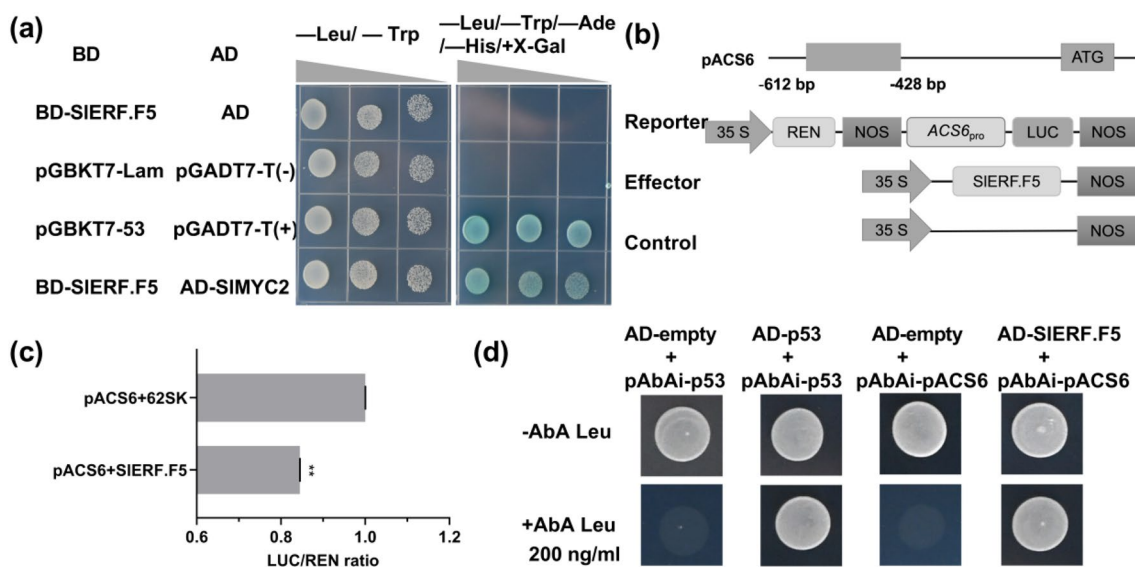 (a)
BD AD
—Leu/ — Trp
—Leu/—Trp/—Ade
/—His/+X-Gal
BD-SlERF.F5 AD
pGBKT7-Lam pGADT7-T(-)
pGBKT7-53 pGADT7-T(+)
BD-SlERF.F5 AD-SlMYC2
(b)
pACS6 ATG
-612 bp -428 bp
Reporter 35 S REN NOS ACS6pro LUC NOS
Effector 35 S SlERF.F5 NOS
Control 35 S NOS
(c)
pACS6+62SK
pACS6+SlERF.F5 **
0.6 0.8 1.0 1.2
LUC/REN ratio
(d)
AD-empty AD-p53 AD-empty AD-SlERF.F5
+ + + +
pAbAi-p53 pAbAi-p53 pAbAi-pACS6 pAbAi-pACS6
-AbA Leu
+AbA Leu
200 ng/ml